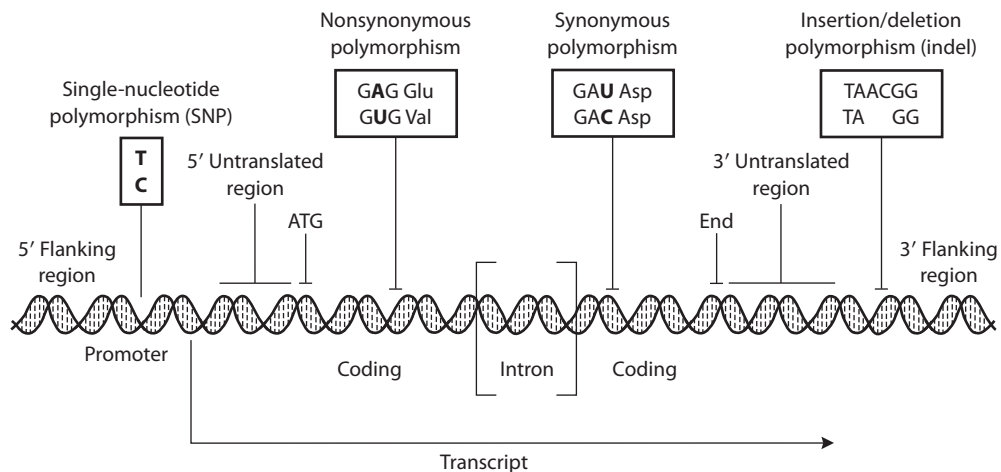 Nonsynonymous
polymorphism
Synonymous
polymorphism
Insertion/deletion
polymorphism (indel)
Single-nucleotide
polymorphism (SNP)
GAG Glu
GUG Val
GAU Asp
GAC Asp
TAACGG
TA GG
T
C
5′ Untranslated
region
3′ Untranslated
region
ATG
End
5′ Flanking
region
3′ Flanking
region
Promoter
Coding
Intron
Coding
Transcript